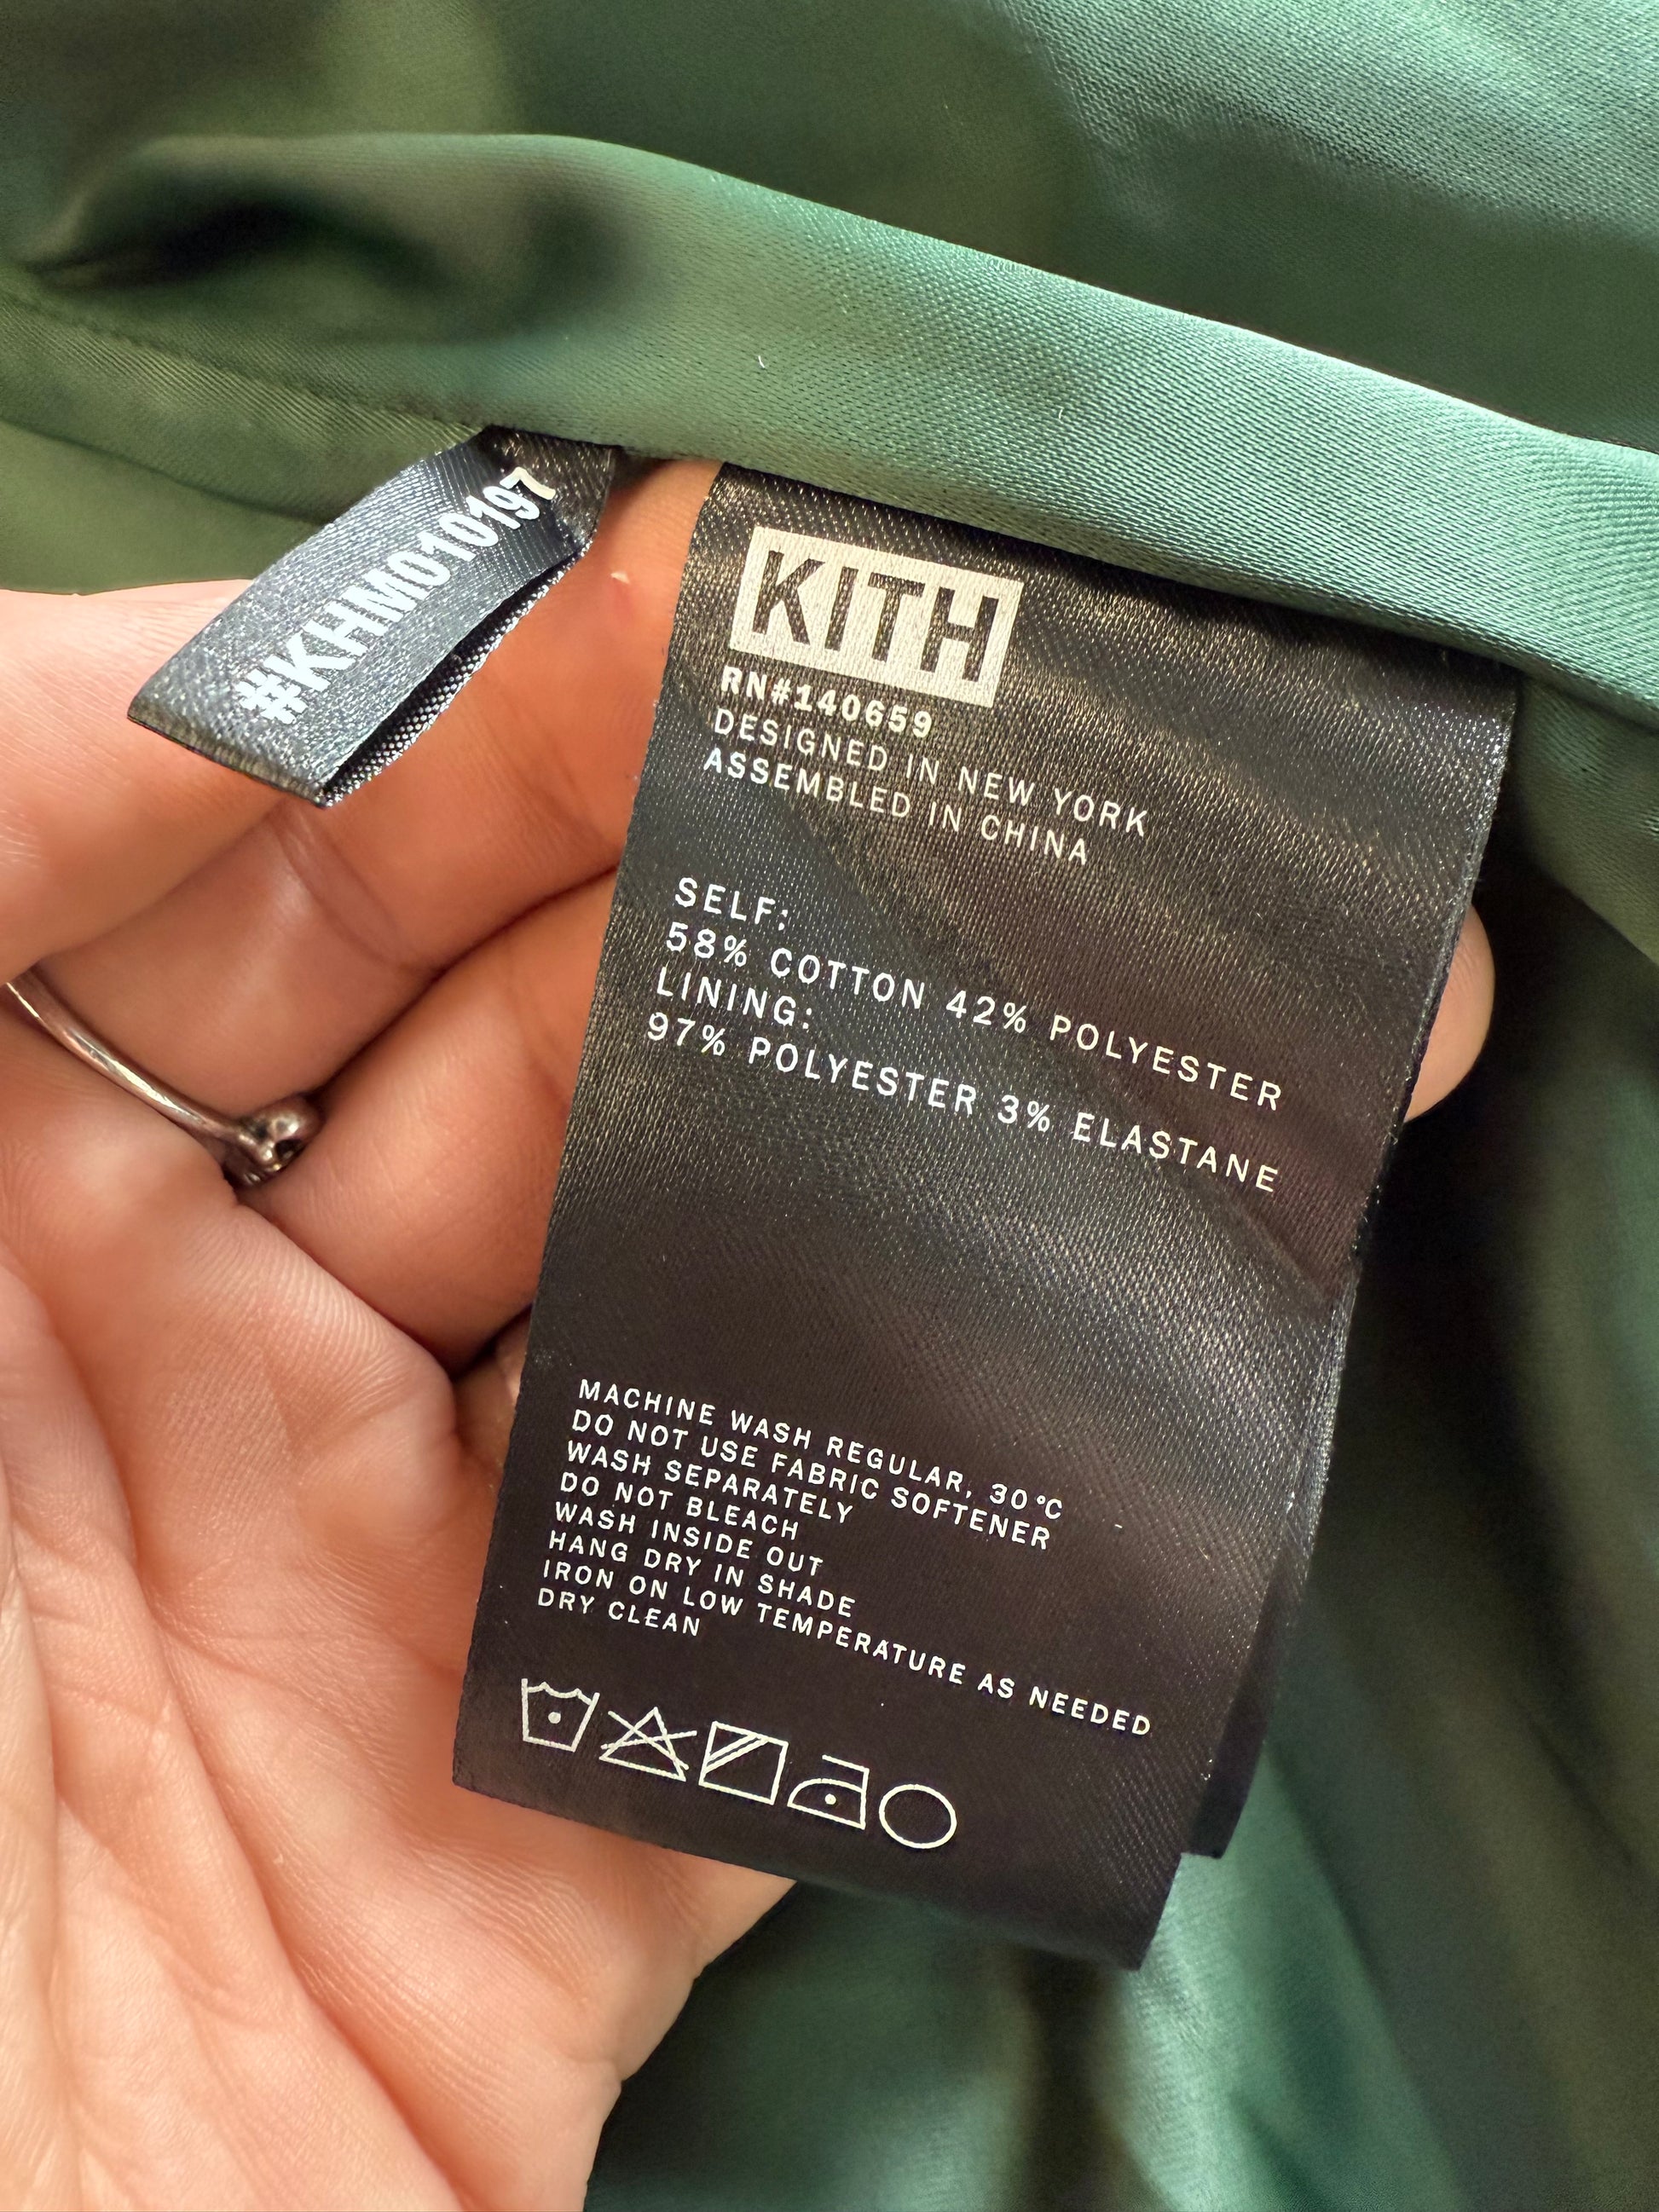 #KHM010197
KITH
RN#140659
DESIGNED IN NEW YORK
ASSEMBLED IN CHINA
SELF:
58% COTTON 42% POLYESTER
LINING:
97% POLYESTER 3% ELASTANE
MACHINE WASH REGULAR, 30°C
DO NOT USE FABRIC SOFTENER
WASH SEPARATELY
DO NOT BLEACH
WASH INSIDE OUT
HANG DRY IN SHADE
IRON ON LOW TEMPERATURE AS NEEDED
DRY CLEAN